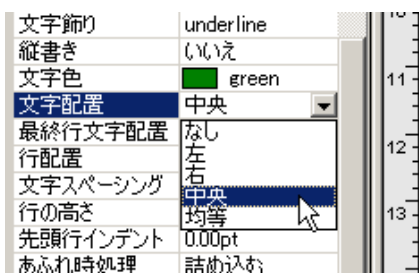 文字飾り underline
縦書き いいえ
文字色 green
文字配置 中央
最終行文字配置 なし
行配置 左
右
文字スペーシング 中央
行の高さ 均等
先頭行インデント 0.00pt
あふれ時処理 詰め込む
11
12
13